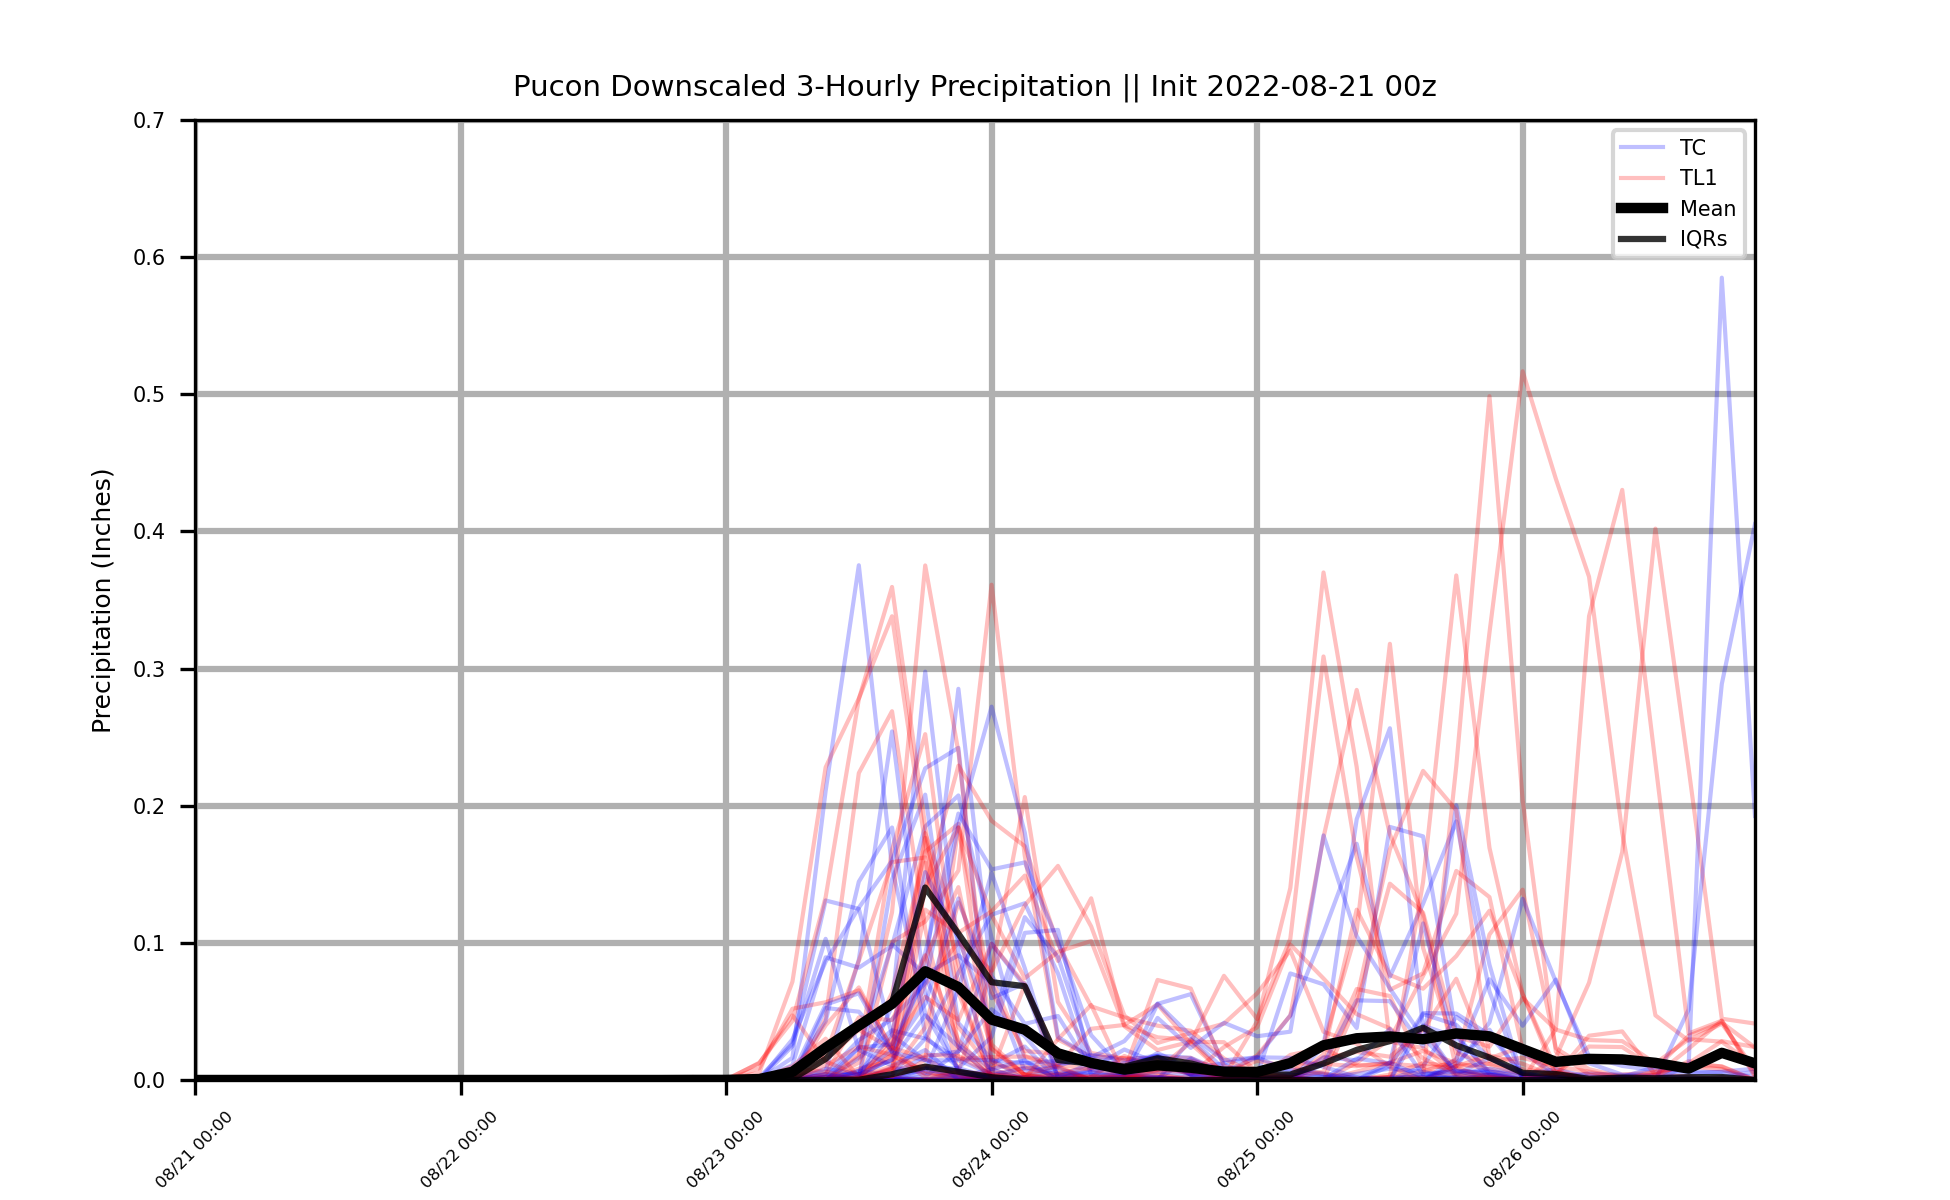 Pucon Downscaled 3-Hourly Precipitation || Init 2022-08-21 00z
Precipitation (Inches)
0.7
0.6
0.5
0.4
0.3
0.2
0.1
0.0
TC
TL1
Mean
IQRs
08/21 00:00
08/22 00:00
08/23 00:00
08/24 00:00
08/25 00:00
08/26 00:00